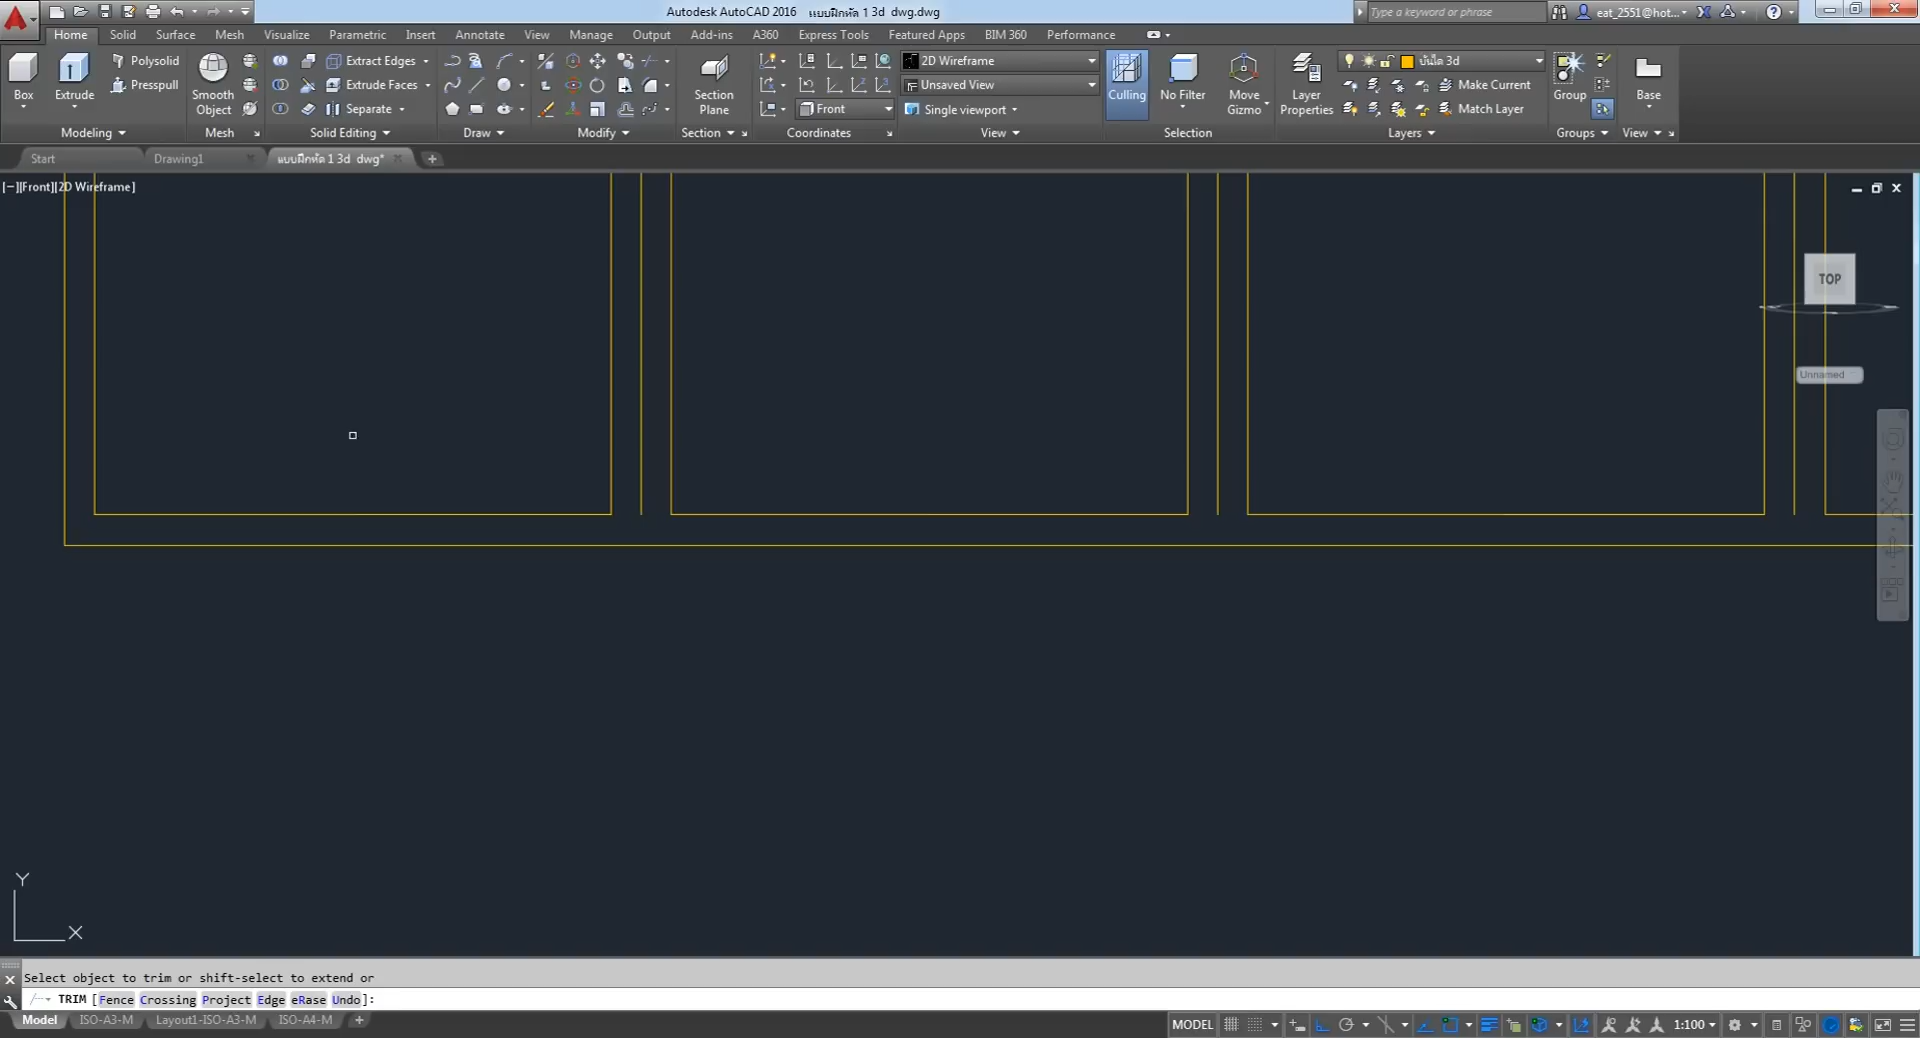 Autodesk AutoCAD 2016   แบบฝึกหัด 1 3d  dwg.dwg
Type a keyword or phrase
eat_2551@hot...
Home Solid Surface Mesh Visualize Parametric Insert Annotate View Manage Output Add-ins A360 Express Tools Featured Apps BIM 360 Performance
Polysolid Extract Edges 2D Wireframe บันได 3d
Presspull Extrude Faces Unsaved View Make Current
Box Extrude Smooth Object Section Plane Culling No Filter Move Gizmo Layer Properties Group Base
Separate Front Single viewport Match Layer
Modeling Mesh Solid Editing Draw Modify Section Coordinates View Selection Layers Groups View
Start Drawing1 แบบฝึกหัด 1 3d  dwg*
[−][Front][2D Wireframe]
TOP
Unnamed
Y
X
Select object to trim or shift-select to extend or
TRIM [Fence Crossing Project Edge eRase Undo]:
Model ISO-A3-M Layout1-ISO-A3-M ISO-A4-M
MODEL 1:100